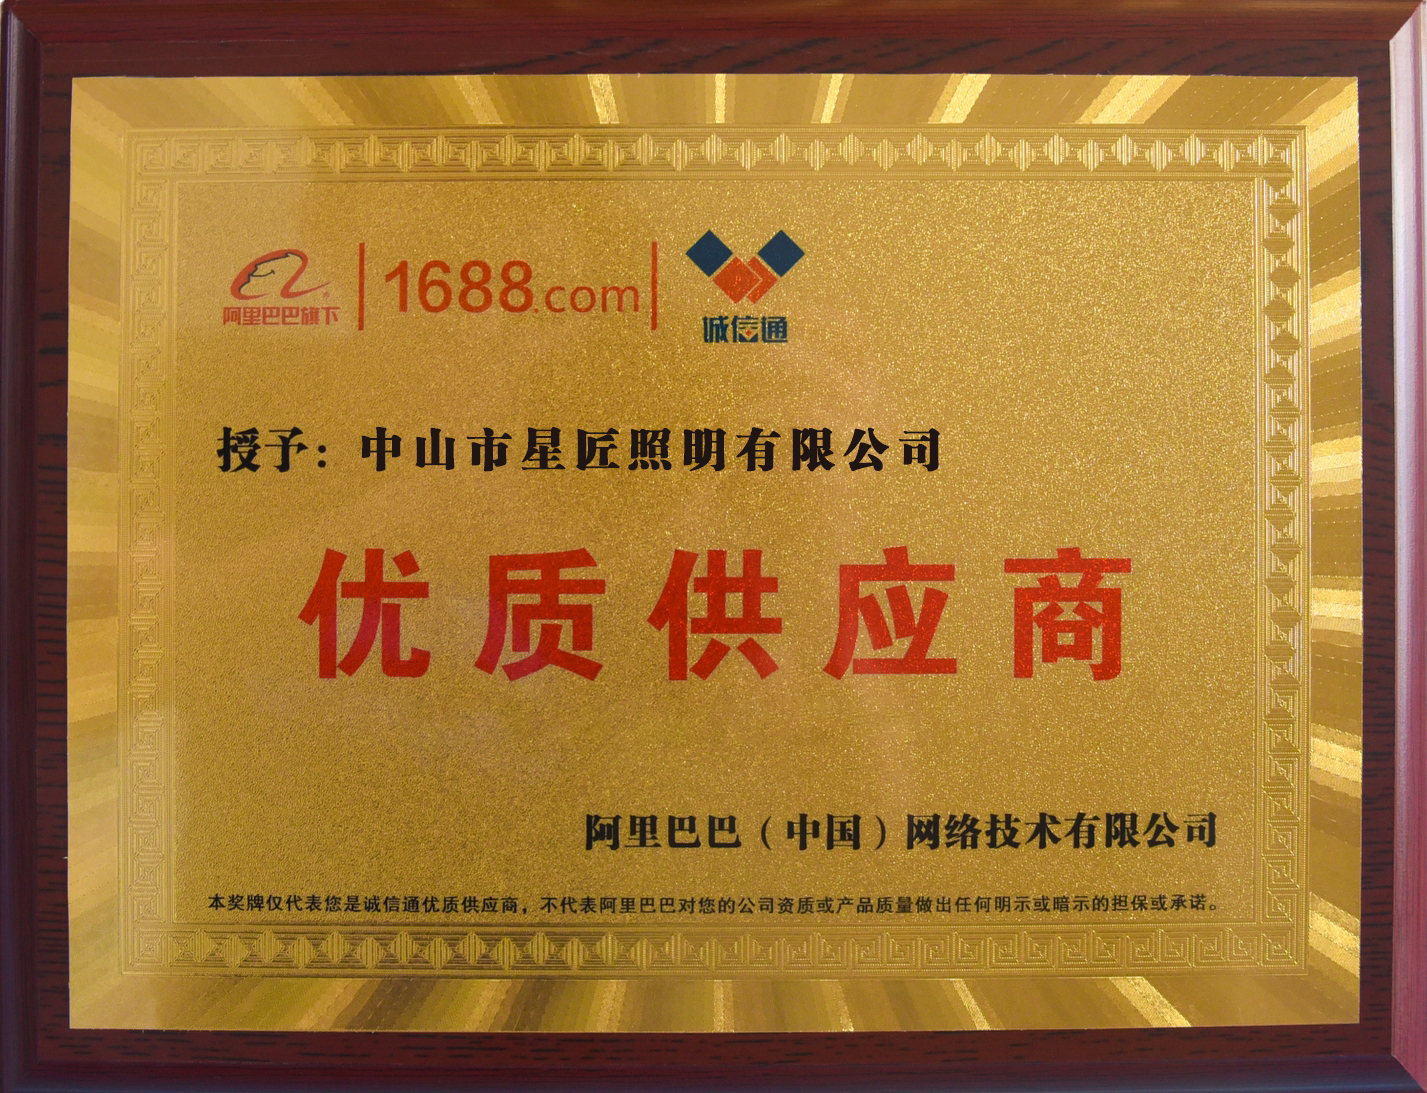 阿里巴巴旗下 1688.com 诚信通
授予：中山市星匠照明有限公司
优质供应商
阿里巴巴（中国）网络技术有限公司
本奖牌仅代表您是诚信通优质供应商，不代表阿里巴巴对您的公司资质或产品质量做出任何明示或暗示的担保或承诺。